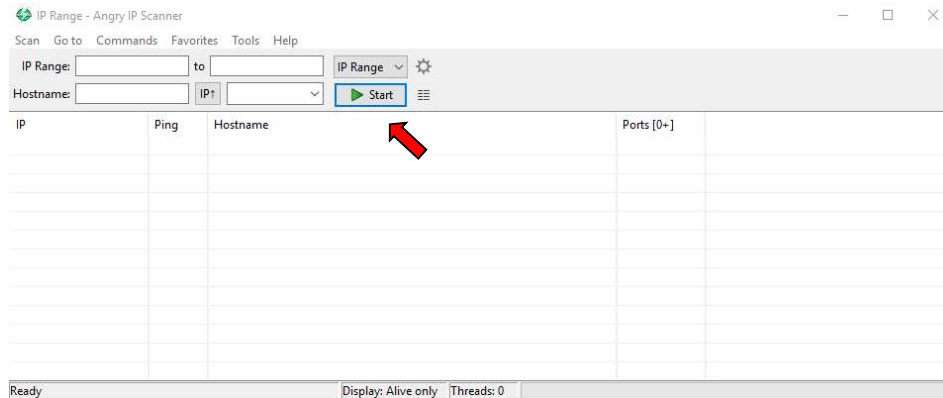 IP Range - Angry IP Scanner
Scan Go to Commands Favorites Tools Help
IP Range: to IP Range
Hostname: IP↑ Start
IP Ping Hostname Ports [0+]
Ready Display: Alive only Threads: 0